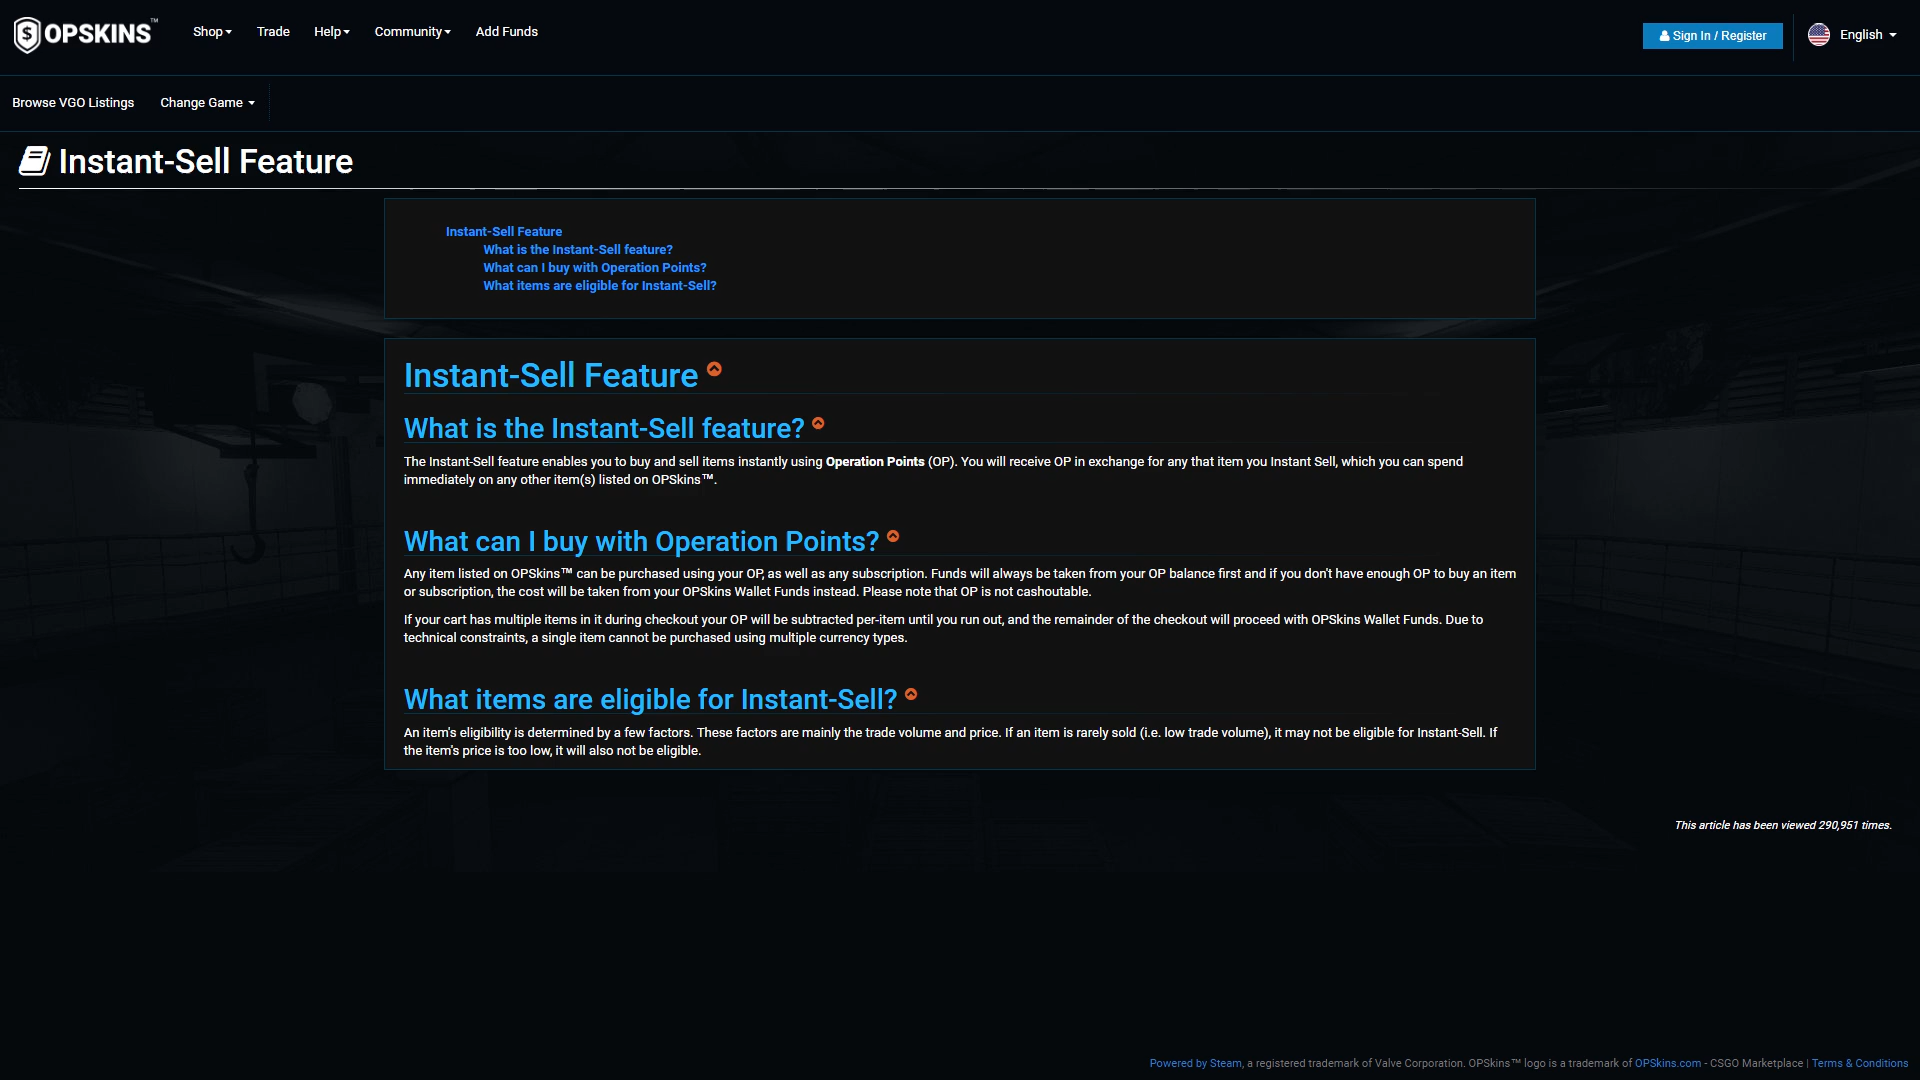 OPSKINS™
Shop
Trade
Help
Community
Add Funds
Sign In / Register
English
Browse VGO Listings
Change Game
Instant-Sell Feature
Instant-Sell Feature
What is the Instant-Sell feature?
What can I buy with Operation Points?
What items are eligible for Instant-Sell?
Instant-Sell Feature
What is the Instant-Sell feature?
The Instant-Sell feature enables you to buy and sell items instantly using Operation Points (OP). You will receive OP in exchange for any that item you Instant Sell, which you can spend
immediately on any other item(s) listed on OPSkins™.
What can I buy with Operation Points?
Any item listed on OPSkins™ can be purchased using your OP, as well as any subscription. Funds will always be taken from your OP balance first and if you don't have enough OP to buy an item
or subscription, the cost will be taken from your OPSkins Wallet Funds instead. Please note that OP is not cashoutable.
If your cart has multiple items in it during checkout your OP will be subtracted per-item until you run out, and the remainder of the checkout will proceed with OPSkins Wallet Funds. Due to
technical constraints, a single item cannot be purchased using multiple currency types.
What items are eligible for Instant-Sell?
An item's eligibility is determined by a few factors. These factors are mainly the trade volume and price. If an item is rarely sold (i.e. low trade volume), it may not be eligible for Instant-Sell. If
the item's price is too low, it will also not be eligible.
This article has been viewed 290,951 times.
Powered by Steam, a registered trademark of Valve Corporation. OPSkins™ logo is a trademark of OPSkins.com - CSGO Marketplace | Terms & Conditions